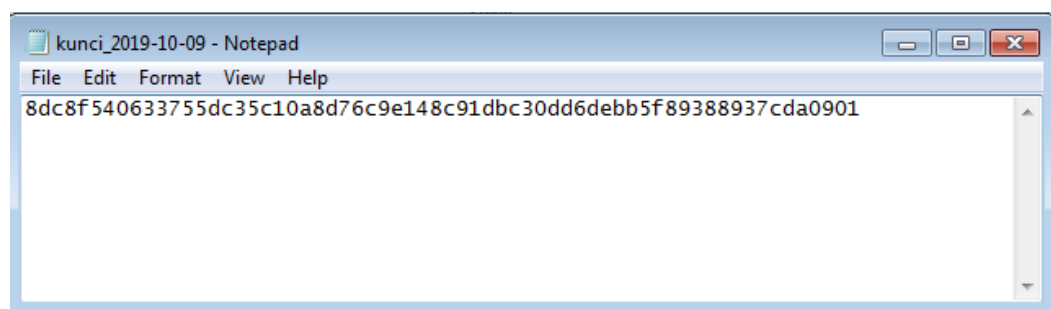 kunci_2019-10-09 - Notepad
File Edit Format View Help
8dc8f540633755dc35c10a8d76c9e148c91dbc30dd6debb5f89388937cda0901